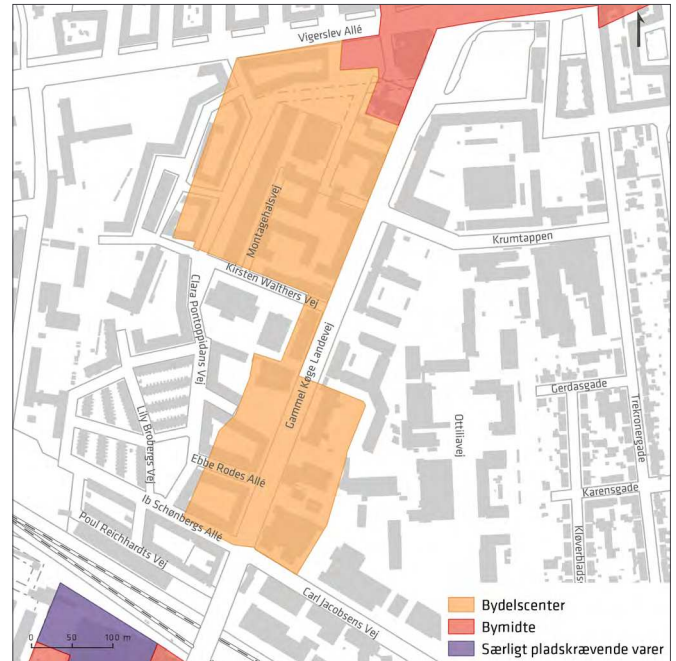 Vigerslev Allé
Montagehalsvej
Krumtappen
Kirsten Walthers Vej
Clara Pontoppidans Vej
Gammel Køge Landevej
Gerdasgade
Trekronergade
Lily Brobergs Vej
Ottiliavej
Ebbe Rodes Allé
Karensgade
Ib Schønbergs Allé
Poul Reichhardts Vej
Kløverbladsg
Carl Jacobsens Vej
Bydelscenter
Bymidte
Særligt pladskrævende varer
0 50 100 m